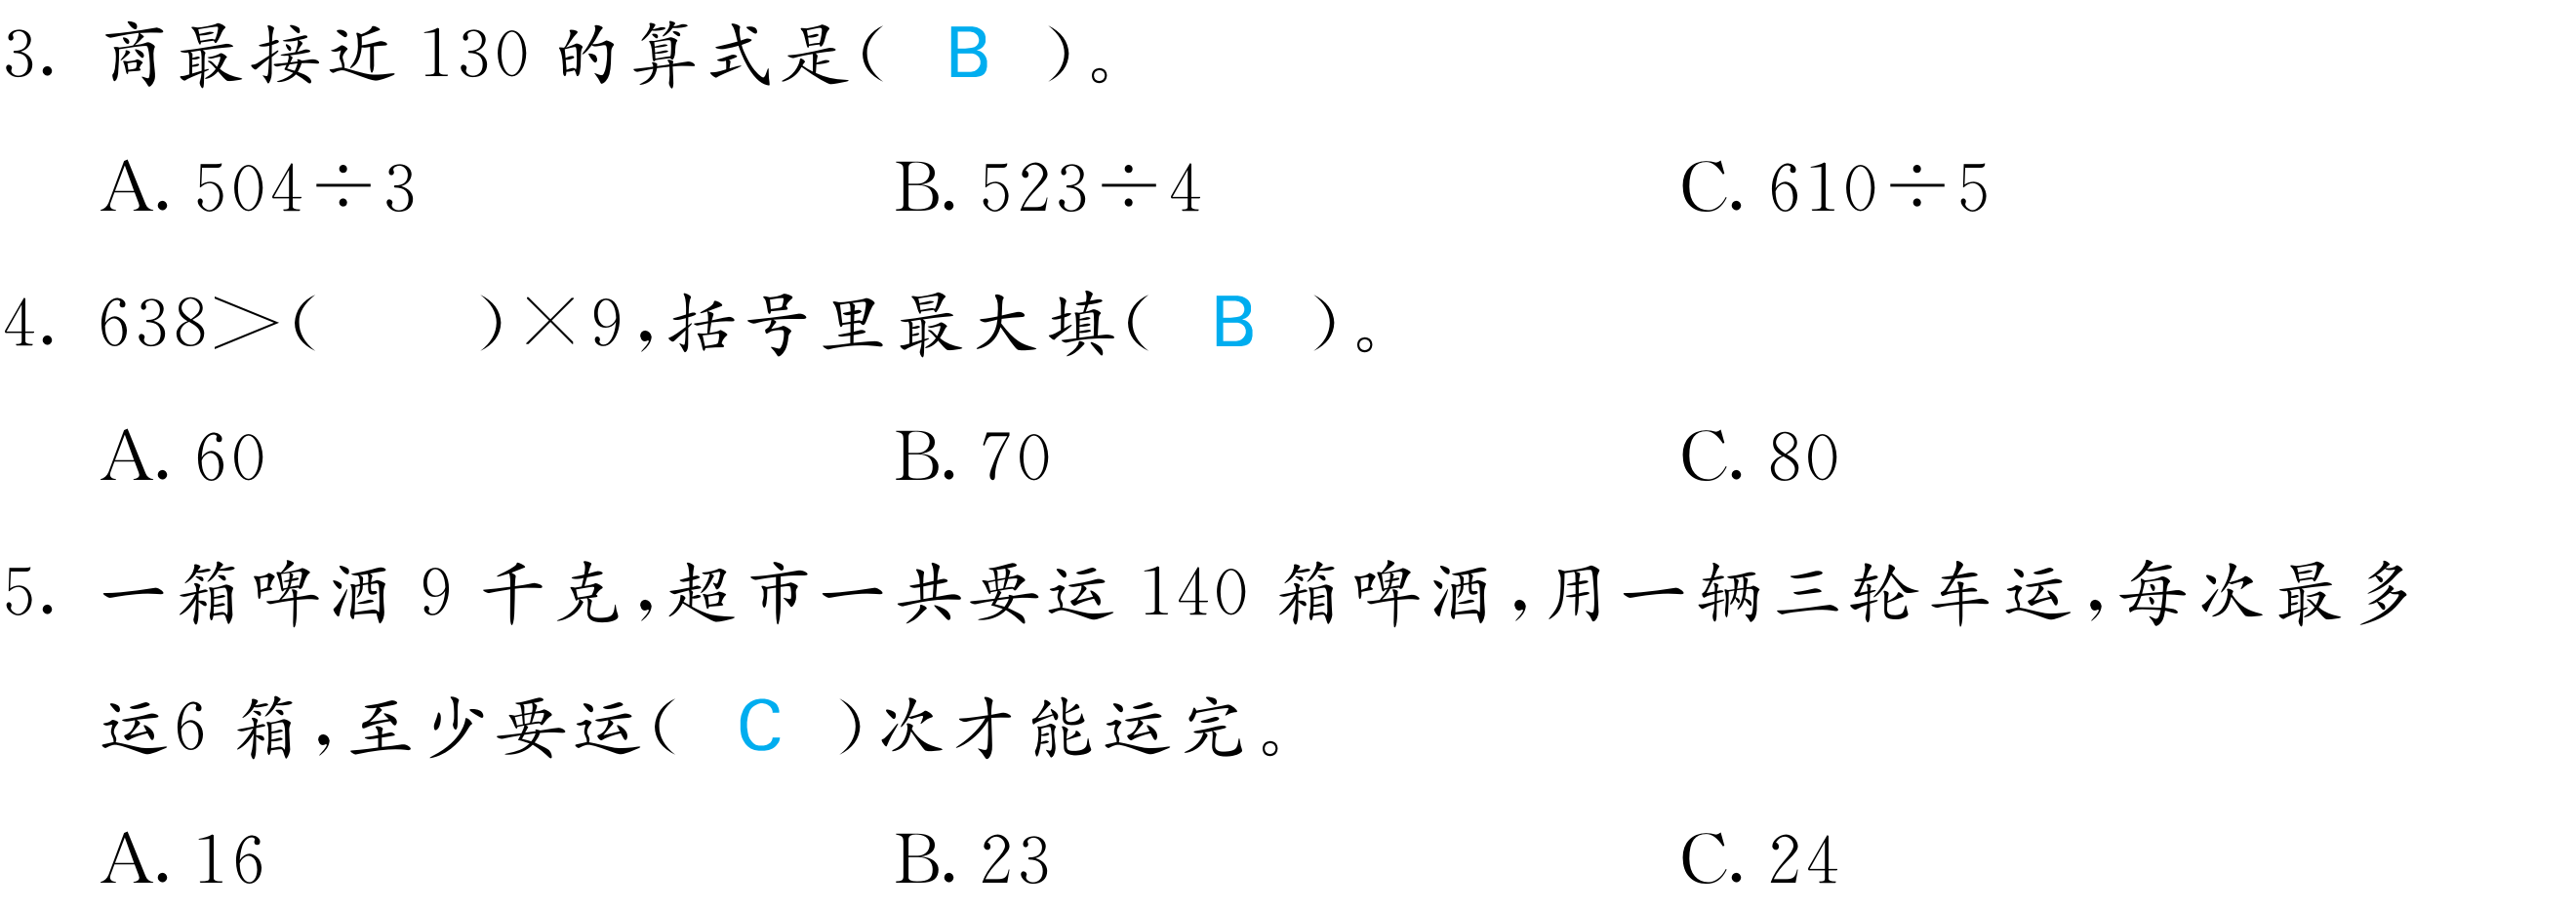 3. 商最接近 130 的算式是( B )。
A. 504÷3 B. 523÷4 C. 610÷5
4. 638>( )×9,括号里最大填( B )。
A. 60 B. 70 C. 80
5. 一箱啤酒 9 千克,超市一共要运 140 箱啤酒,用一辆三轮车运,每次最多
运6 箱,至少要运( C )次才能运完。
A. 16 B. 23 C. 24